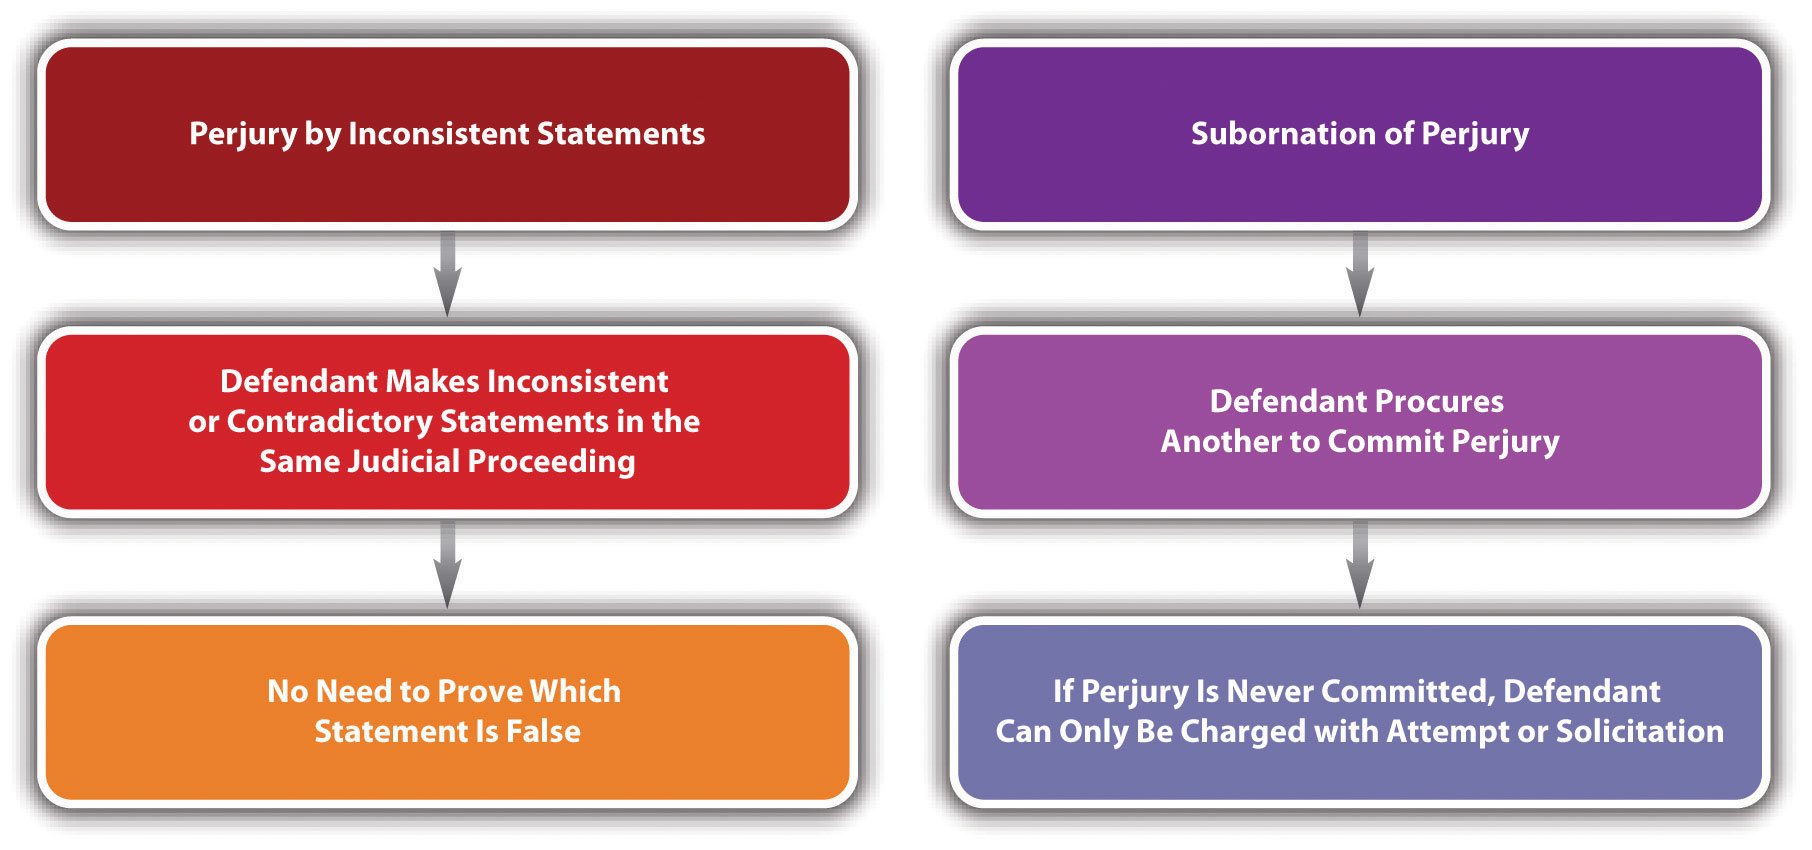 Perjury by Inconsistent Statements
Defendant Makes Inconsistent
or Contradictory Statements in the
Same Judicial Proceeding
No Need to Prove Which
Statement Is False
Subornation of Perjury
Defendant Procures
Another to Commit Perjury
If Perjury Is Never Committed, Defendant
Can Only Be Charged with Attempt or Solicitation